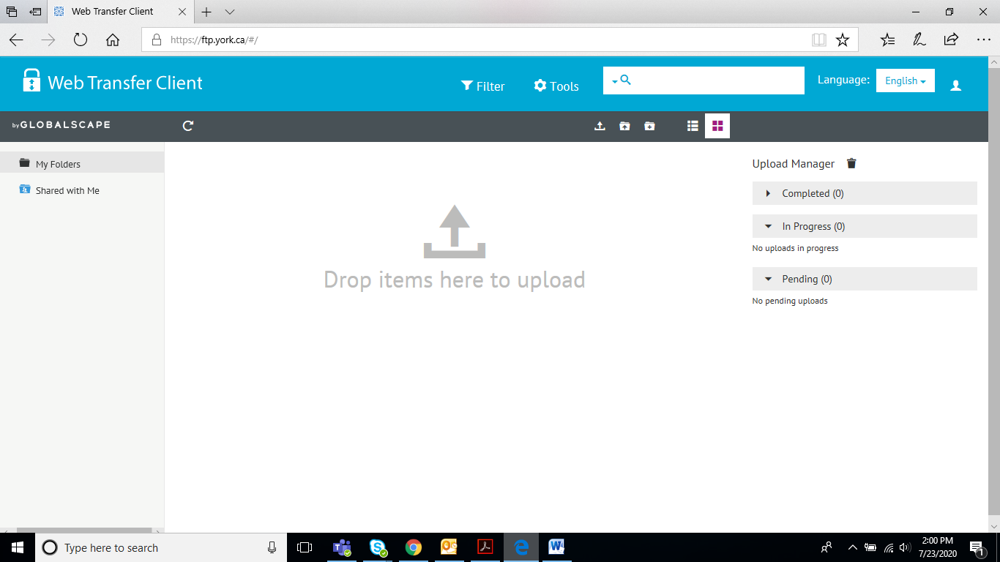 Web Transfer Client
https://ftp.york.ca/#/
Web Transfer Client
Filter
Tools
Language:
English
by GLOBALSCAPE
My Folders
Shared with Me
Drop items here to upload
Upload Manager
Completed (0)
In Progress (0)
No uploads in progress
Pending (0)
No pending uploads
Type here to search
2:00 PM
7/23/2020
1